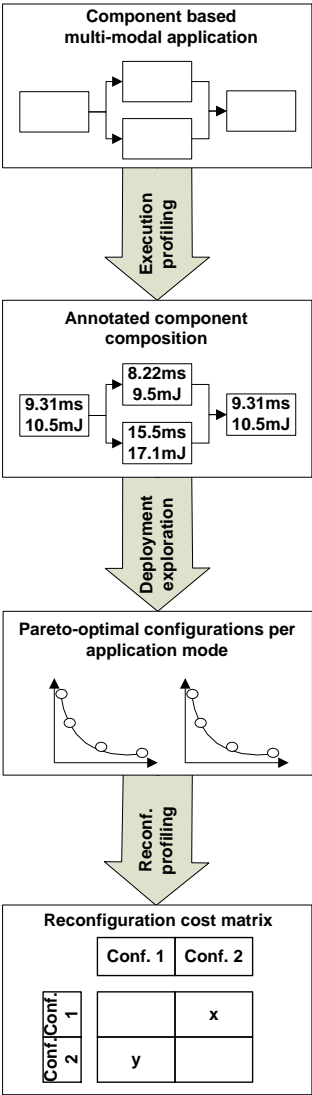 Component based
multi-modal application
Execution
profiling
Annotated component
composition
9.31ms
10.5mJ
8.22ms
9.5mJ
15.5ms
17.1mJ
9.31ms
10.5mJ
Deployment
exploration
Pareto-optimal configurations per
application mode
Reconf.
profiling
Reconfiguration cost matrix
Conf. 1 Conf. 2
Conf.
1
x
Conf.
2
y